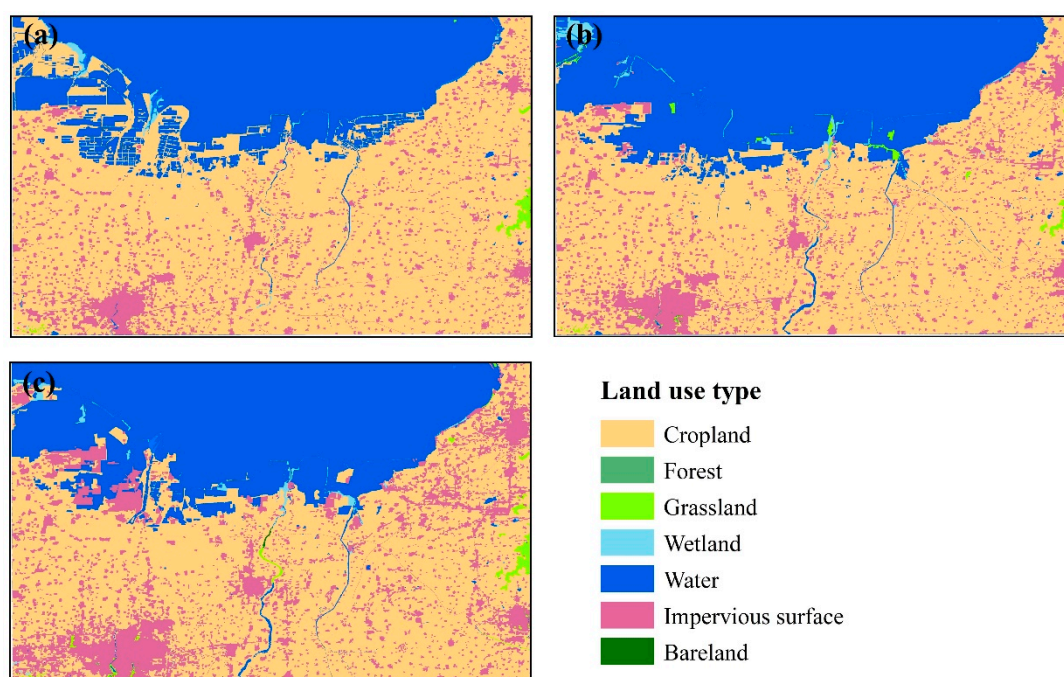 (a)
(b)
(c)
Land use type
Cropland
Forest
Grassland
Wetland
Water
Impervious surface
Bareland